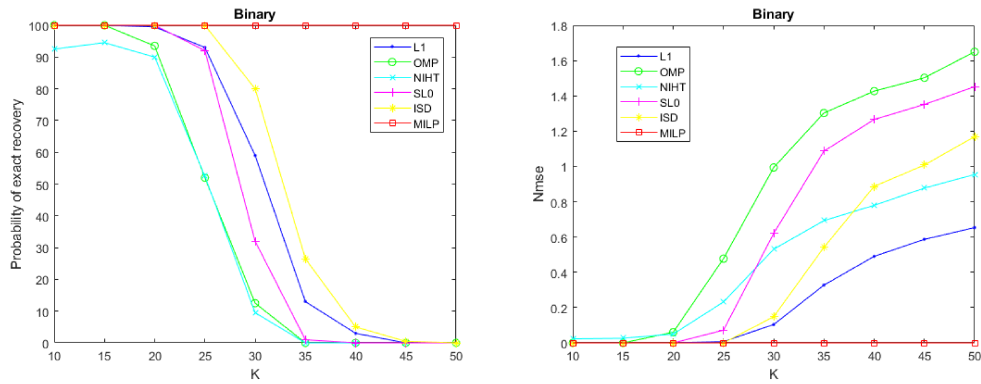 Binary
100
90
80
70
60
50
40
30
20
10
0
Probability of exact recovery
10 15 20 25 30 35 40 45 50
K
L1
OMP
NIHT
SL0
ISD
MILP
Binary
1.8
1.6
1.4
1.2
1
0.8
0.6
0.4
0.2
0
Nmse
10 15 20 25 30 35 40 45 50
K
L1
OMP
NIHT
SL0
ISD
MILP